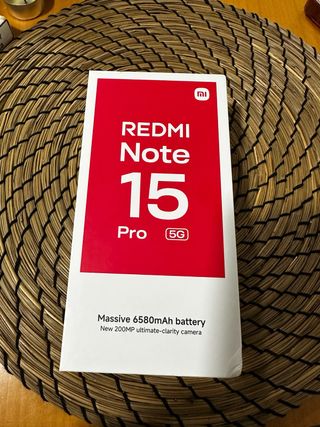 mi
REDMI
Note
15
Pro 5G
Massive 6580mAh battery
New 200MP ultimate-clarity camera